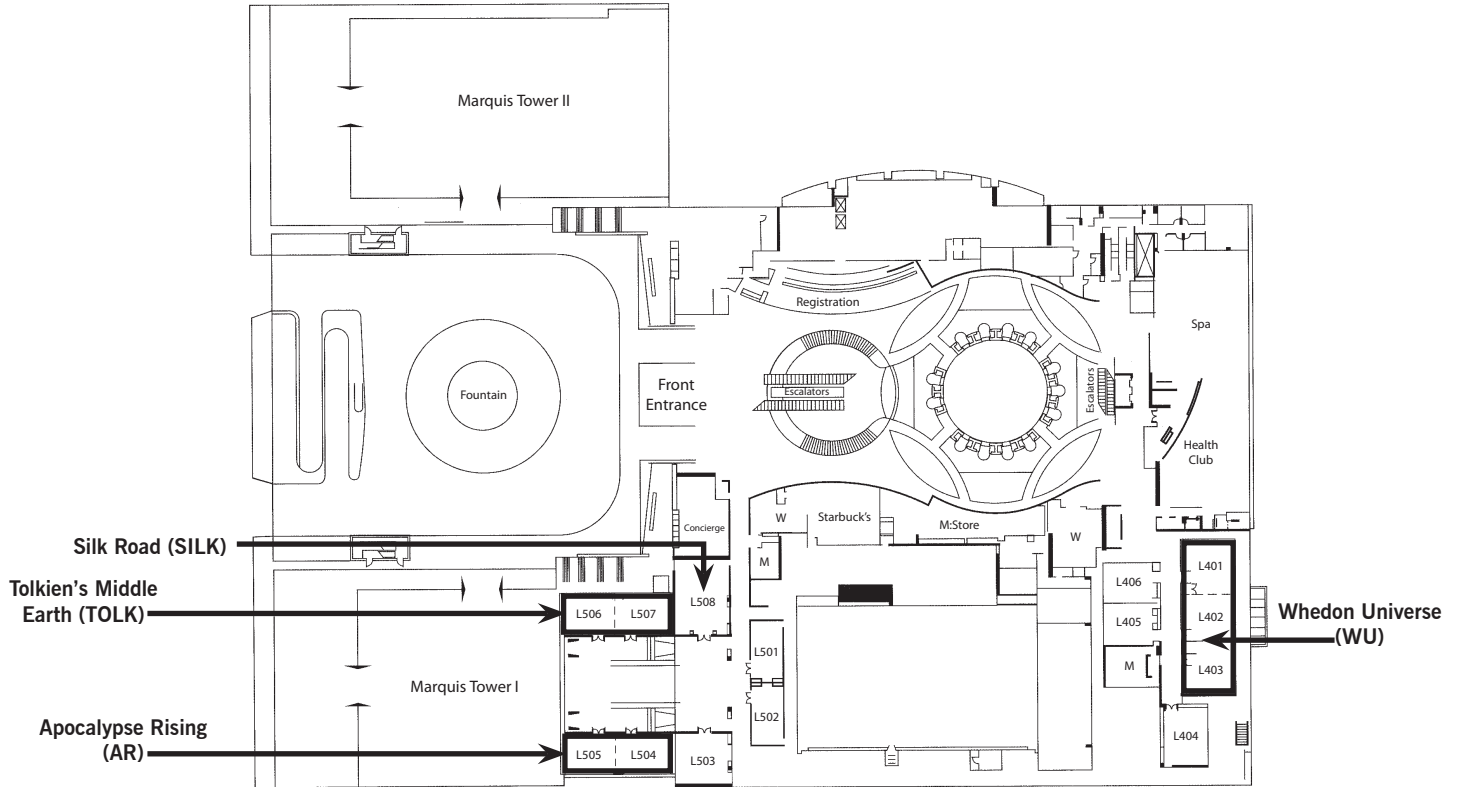 Marquis Tower II
Registration
Spa
Fountain
Front
Entrance
Escalators
Escalators
Health
Club
Concierge
W
Starbuck's
M:Store
W
M
Silk Road (SILK)
Tolkien's Middle
Earth (TOLK)
L506
L507
L508
L501
L502
Marquis Tower I
Apocalypse Rising
(AR)
L505
L504
L503
L406
L405
M
L401
L402
L403
L404
Whedon Universe
(WU)